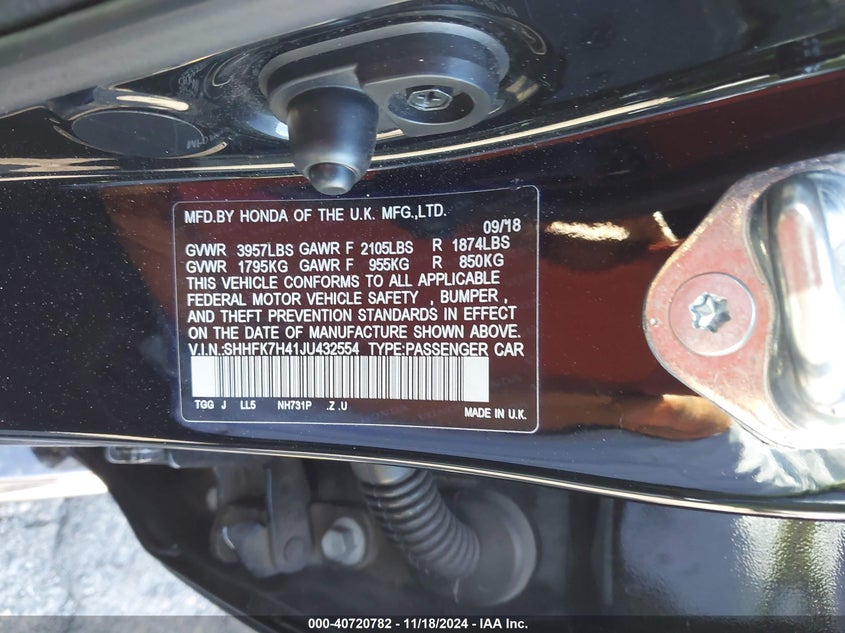 MFD.BY HONDA OF THE U.K. MFG.,LTD.
09/18
GVWR 3957LBS GAWR F 2105LBS R 1874LBS
GVWR 1795KG GAWR F 955KG R 850KG
THIS VEHICLE CONFORMS TO ALL APPLICABLE
FEDERAL MOTOR VEHICLE SAFETY , BUMPER ,
AND THEFT PREVENTION STANDARDS IN EFFECT
ON THE DATE OF MANUFACTURE SHOWN ABOVE.
V.I.N.:SHHFK7H41JU432554 TYPE:PASSENGER CAR
TGG J LL5 NH731P .Z .U
MADE IN U.K.
000-40720782 - 11/18/2024 - IAA Inc.